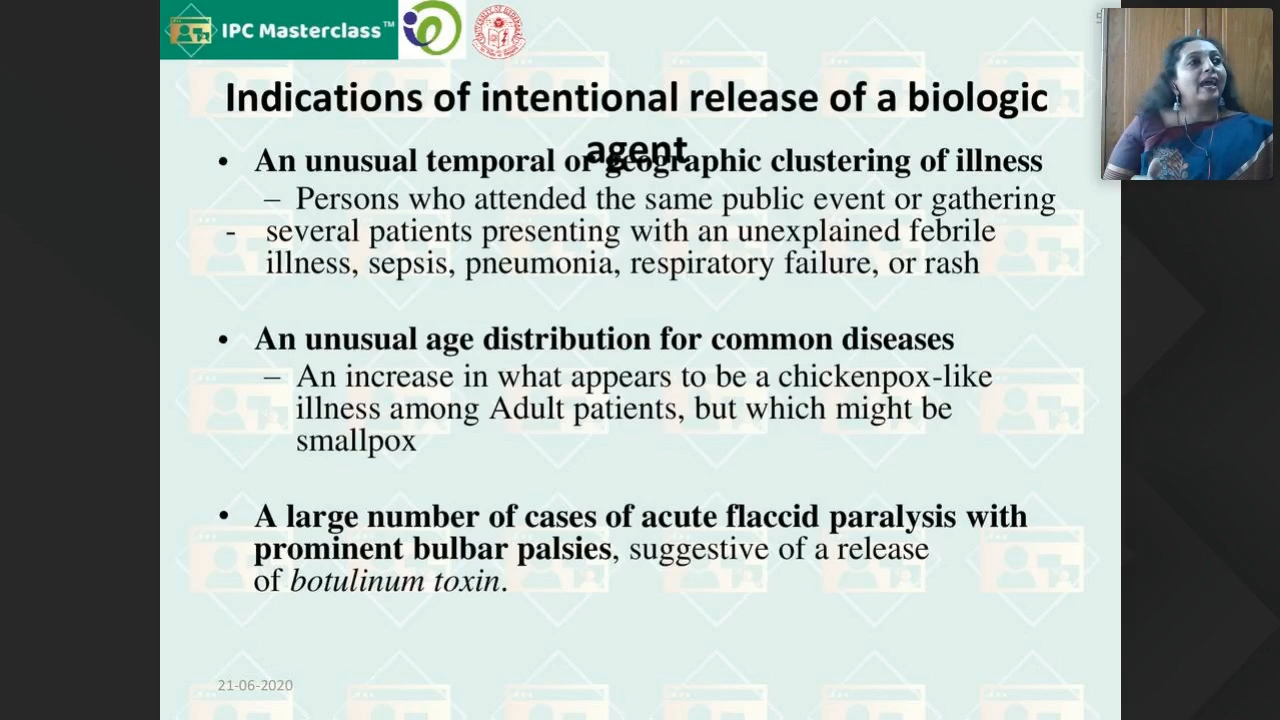 IPC Masterclass™
Indications of intentional release of a biologic
agent
• An unusual temporal or geographic clustering of illness
– Persons who attended the same public event or gathering
- several patients presenting with an unexplained febrile
illness, sepsis, pneumonia, respiratory failure, or rash
• An unusual age distribution for common diseases
– An increase in what appears to be a chickenpox-like
illness among Adult patients, but which might be
smallpox
• A large number of cases of acute flaccid paralysis with
prominent bulbar palsies, suggestive of a release
of botulinum toxin.
21-06-2020